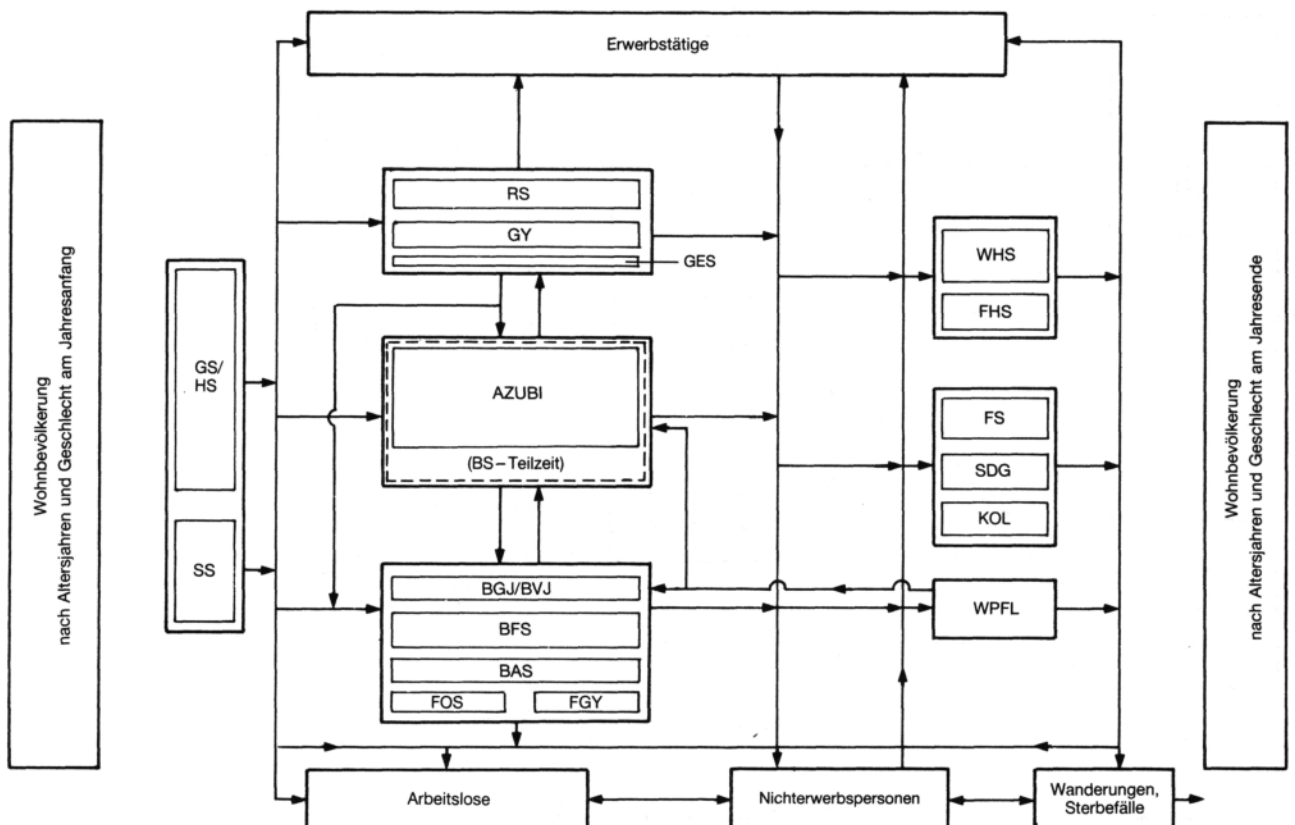 Erwerbstätige
Wohnbevölkerung
nach Altersjahren und Geschlecht am Jahresanfang
GS/
HS
SS
RS
GY
GES
AZUBI
(BS – Teilzeit)
BGJ/BVJ
BFS
BAS
FOS
FGY
WHS
FHS
FS
SDG
KOL
WPFL
Arbeitslose
Nichterwerbspersonen
Wanderungen,
Sterbefälle
Wohnbevölkerung
nach Altersjahren und Geschlecht am Jahresende